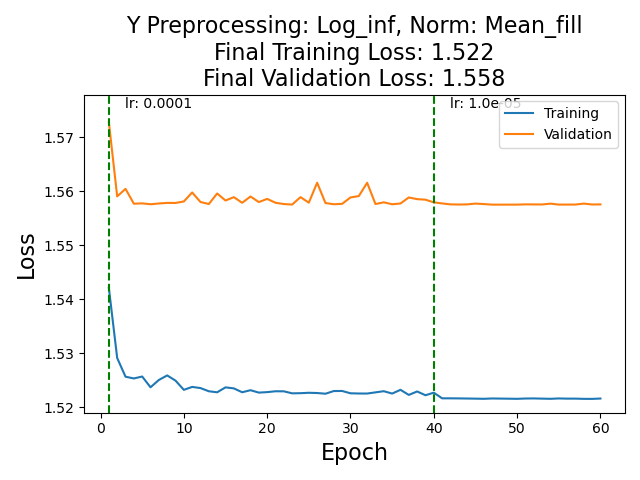 Y Preprocessing: Log_inf, Norm: Mean_fill
Final Training Loss: 1.522
Final Validation Loss: 1.558
lr: 0.0001
lr: 1.0e-05
Training
Validation
1.57
1.56
1.55
1.54
1.53
1.52
Loss
0
10
20
30
40
50
60
Epoch